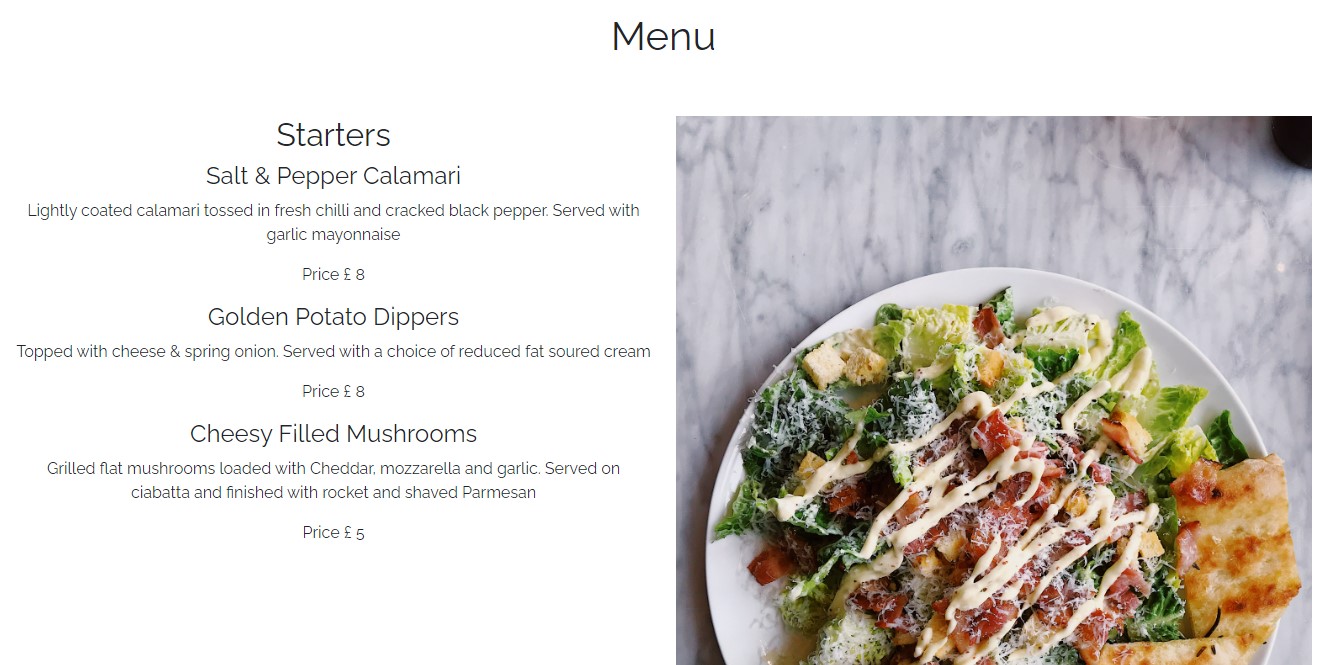 Menu
Starters
Salt & Pepper Calamari
Lightly coated calamari tossed in fresh chilli and cracked black pepper. Served with
garlic mayonnaise
Price £ 8
Golden Potato Dippers
Topped with cheese & spring onion. Served with a choice of reduced fat soured cream
Price £ 8
Cheesy Filled Mushrooms
Grilled flat mushrooms loaded with Cheddar, mozzarella and garlic. Served on
ciabatta and finished with rocket and shaved Parmesan
Price £ 5